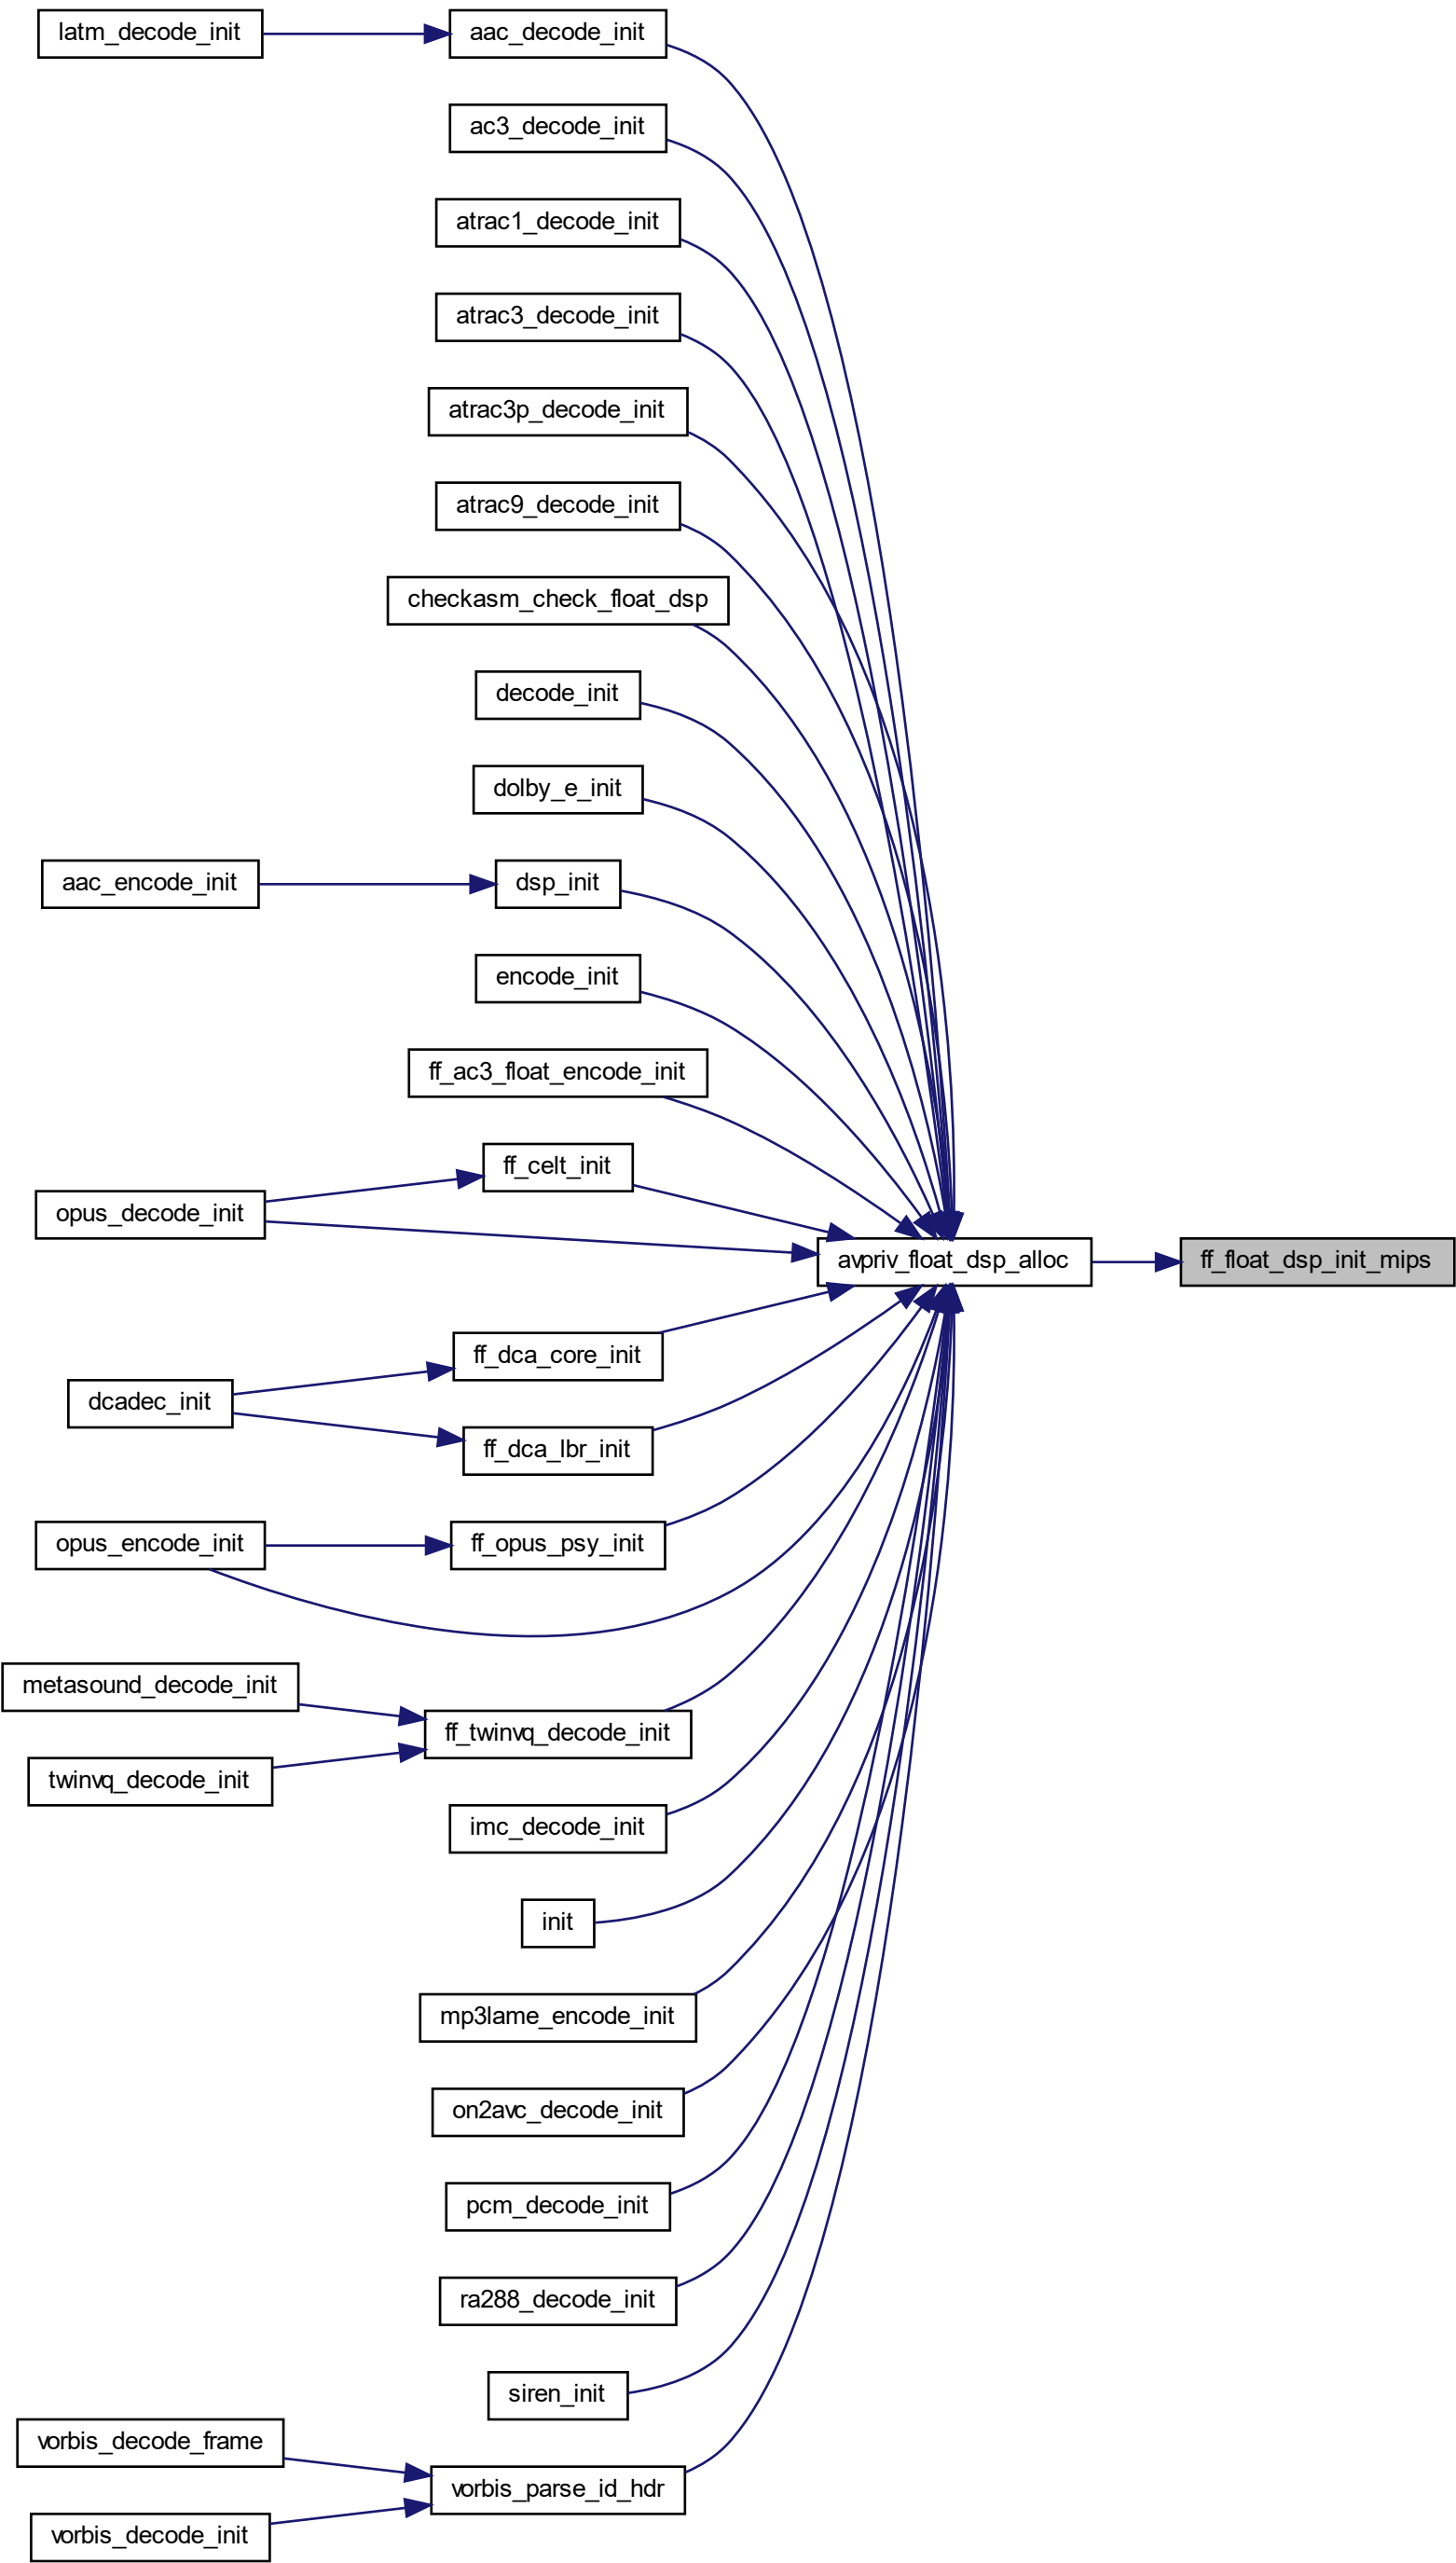 latm_decode_init
aac_decode_init
ac3_decode_init
atrac1_decode_init
atrac3_decode_init
atrac3p_decode_init
atrac9_decode_init
checkasm_check_float_dsp
decode_init
dolby_e_init
aac_encode_init
dsp_init
encode_init
ff_ac3_float_encode_init
ff_celt_init
opus_decode_init
avpriv_float_dsp_alloc
ff_float_dsp_init_mips
ff_dca_core_init
dcadec_init
ff_dca_lbr_init
opus_encode_init
ff_opus_psy_init
metasound_decode_init
ff_twinvq_decode_init
twinvq_decode_init
imc_decode_init
init
mp3lame_encode_init
on2avc_decode_init
pcm_decode_init
ra288_decode_init
siren_init
vorbis_decode_frame
vorbis_parse_id_hdr
vorbis_decode_init